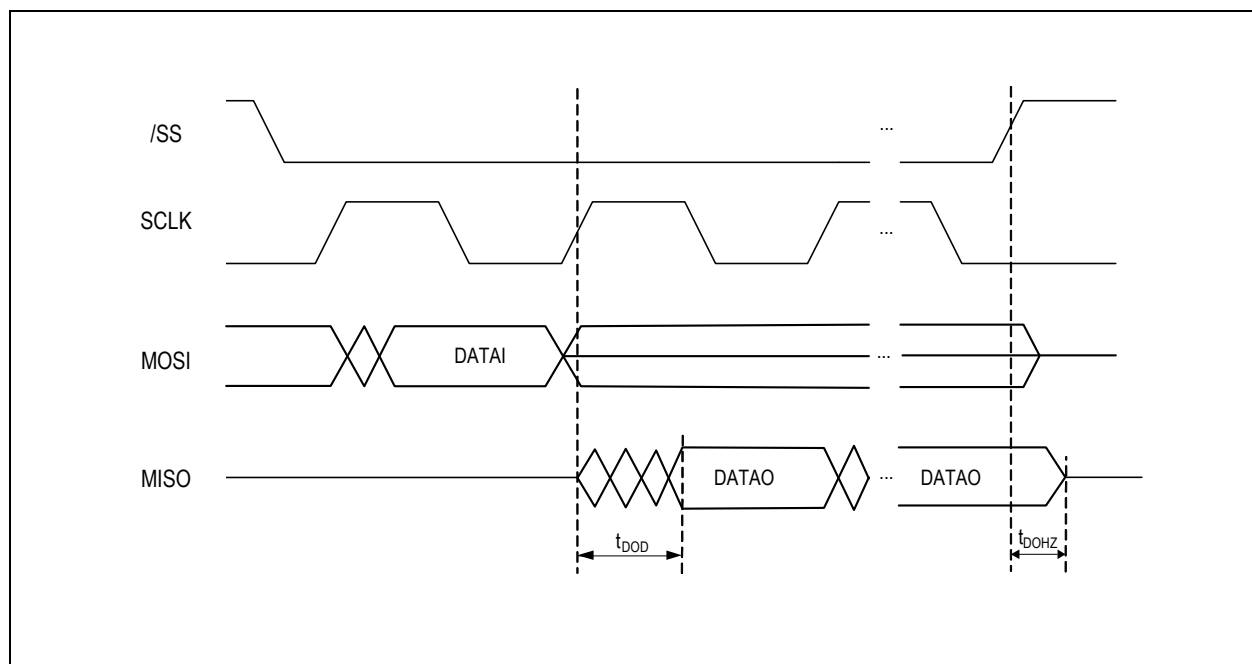 /SS
...
SCLK
...
MOSI
DATAI
...
MISO
DATAO
...
DATAO
tDOD
tDOHZ